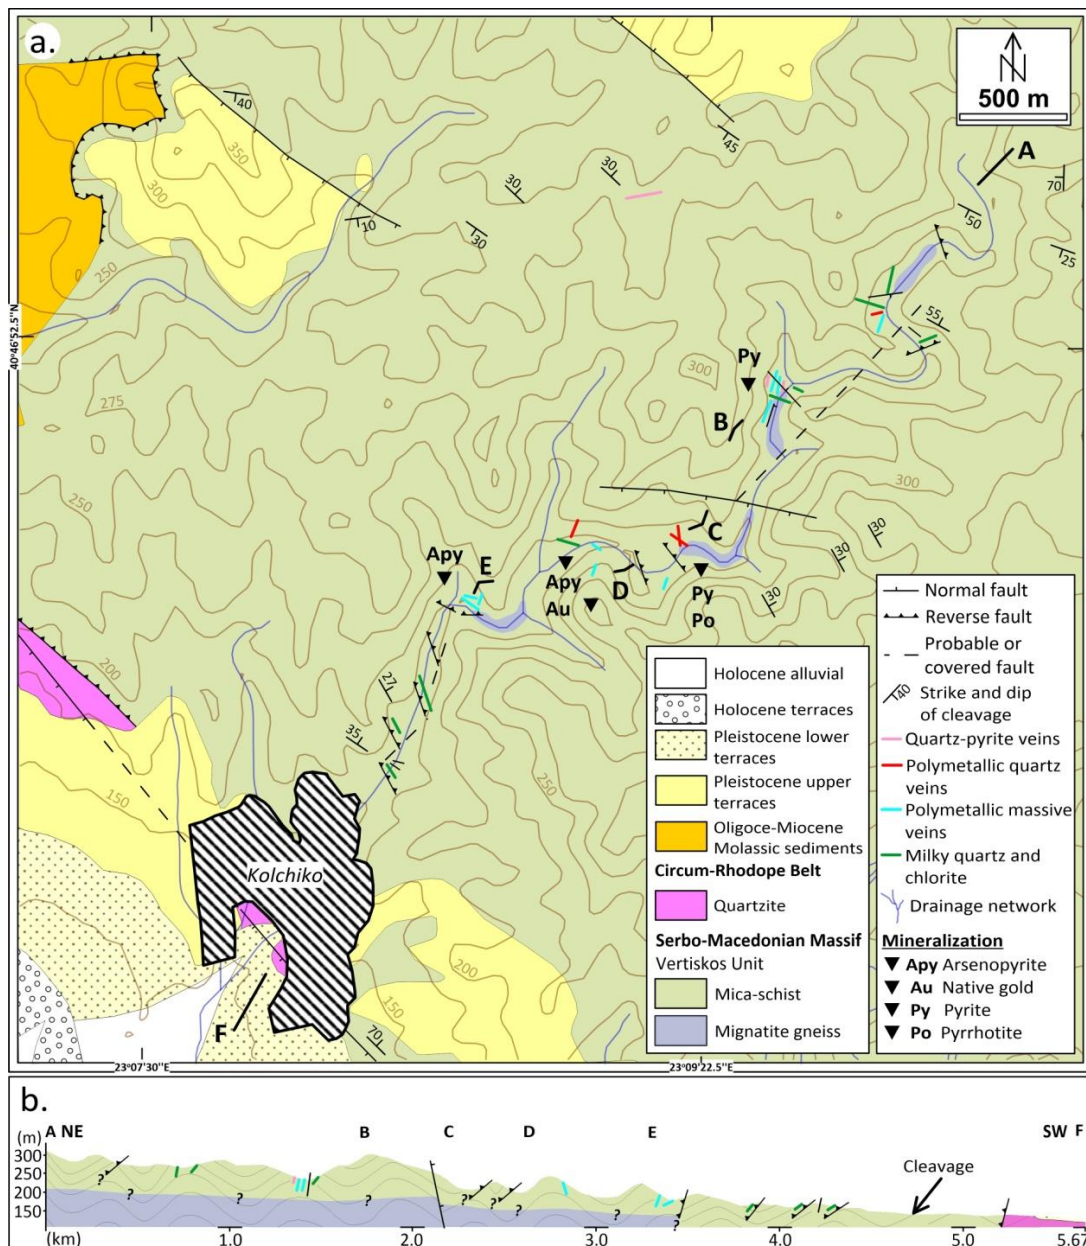 a.
N
500 m
A
40
45
30
30
70
350
300
50
10
30
25
250
40°46'52.5"N
55
Py
300
275
B
250
300
C
30
Apy
E
30
Apy
Au
D
Py
Po
30
200
27
35
250
150
Kolchiko
200
150
F
70
Holocene alluvial
Holocene terraces
Pleistocene lower
terraces
Pleistocene upper
terraces
Oligoce-Miocene
Molassic sediments
Circum-Rhodope Belt
Quartzite
Serbo-Macedonian Massif
Vertiskos Unit
Mica-schist
Mignatite gneiss
Normal fault
Reverse fault
Probable or
covered fault
40
Strike and dip
of cleavage
Quartz-pyrite veins
Polymetallic quartz
veins
Polymetallic massive
veins
Milky quartz and
chlorite
Drainage network
Mineralization
Apy Arsenopyrite
Au Native gold
Py Pyrite
Po Pyrrhotite
23°07'30"E
23°09'22.5"E
b.
A NE B C D E SW F
(m)
300
250
200
150
Cleavage
? ? ? ? ? ? ? ? ?
(km) 1.0 2.0 3.0 4.0 5.0 5.67